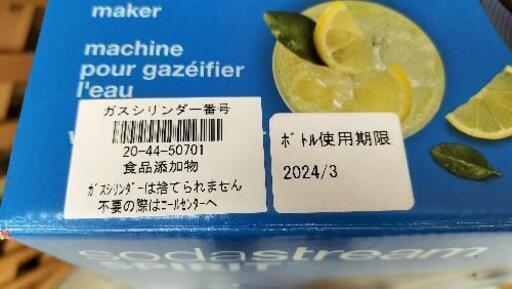 maker
machine
pour gazéifier
l'eau
ガスシリンダー番号
20-44-50701
食品添加物
ガスシリンダーは捨てられません
不要の際はコールセンターへ
ボトル使用期限
2024/3
sodastream
SPIRIT